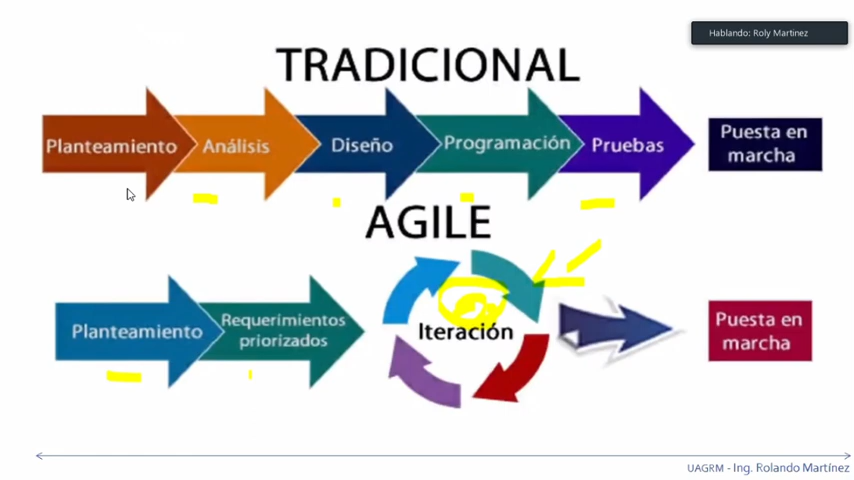 Hablando: Roly Martinez
TRADICIONAL
Planteamiento
Análisis
Diseño
Programación
Pruebas
Puesta en
marcha
AGILE
Planteamiento
Requerimientos
priorizados
Iteración
Puesta en
marcha
UAGRM - Ing. Rolando Martínez